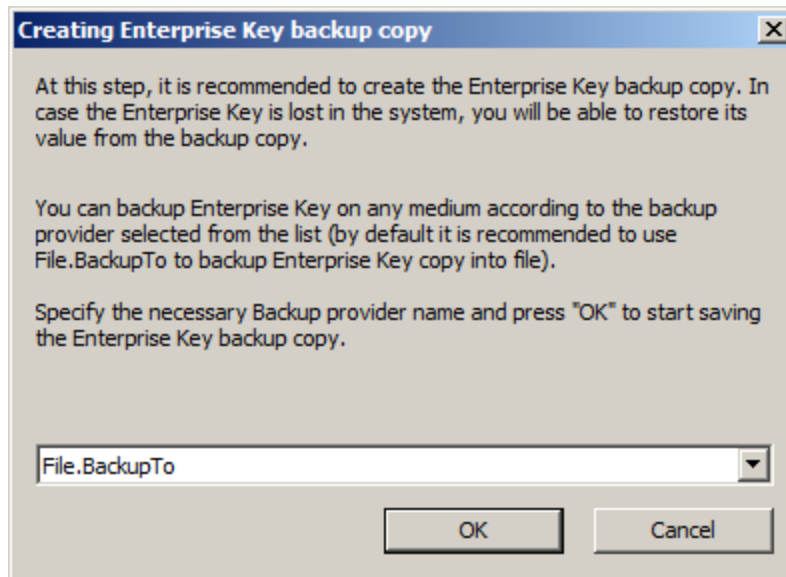 Creating Enterprise Key backup copy
At this step, it is recommended to create the Enterprise Key backup copy. In
case the Enterprise Key is lost in the system, you will be able to restore its
value from the backup copy.
You can backup Enterprise Key on any medium according to the backup
provider selected from the list (by default it is recommended to use
File.BackupTo to backup Enterprise Key copy into file).
Specify the necessary Backup provider name and press "OK" to start saving
the Enterprise Key backup copy.
File.BackupTo
OK
Cancel